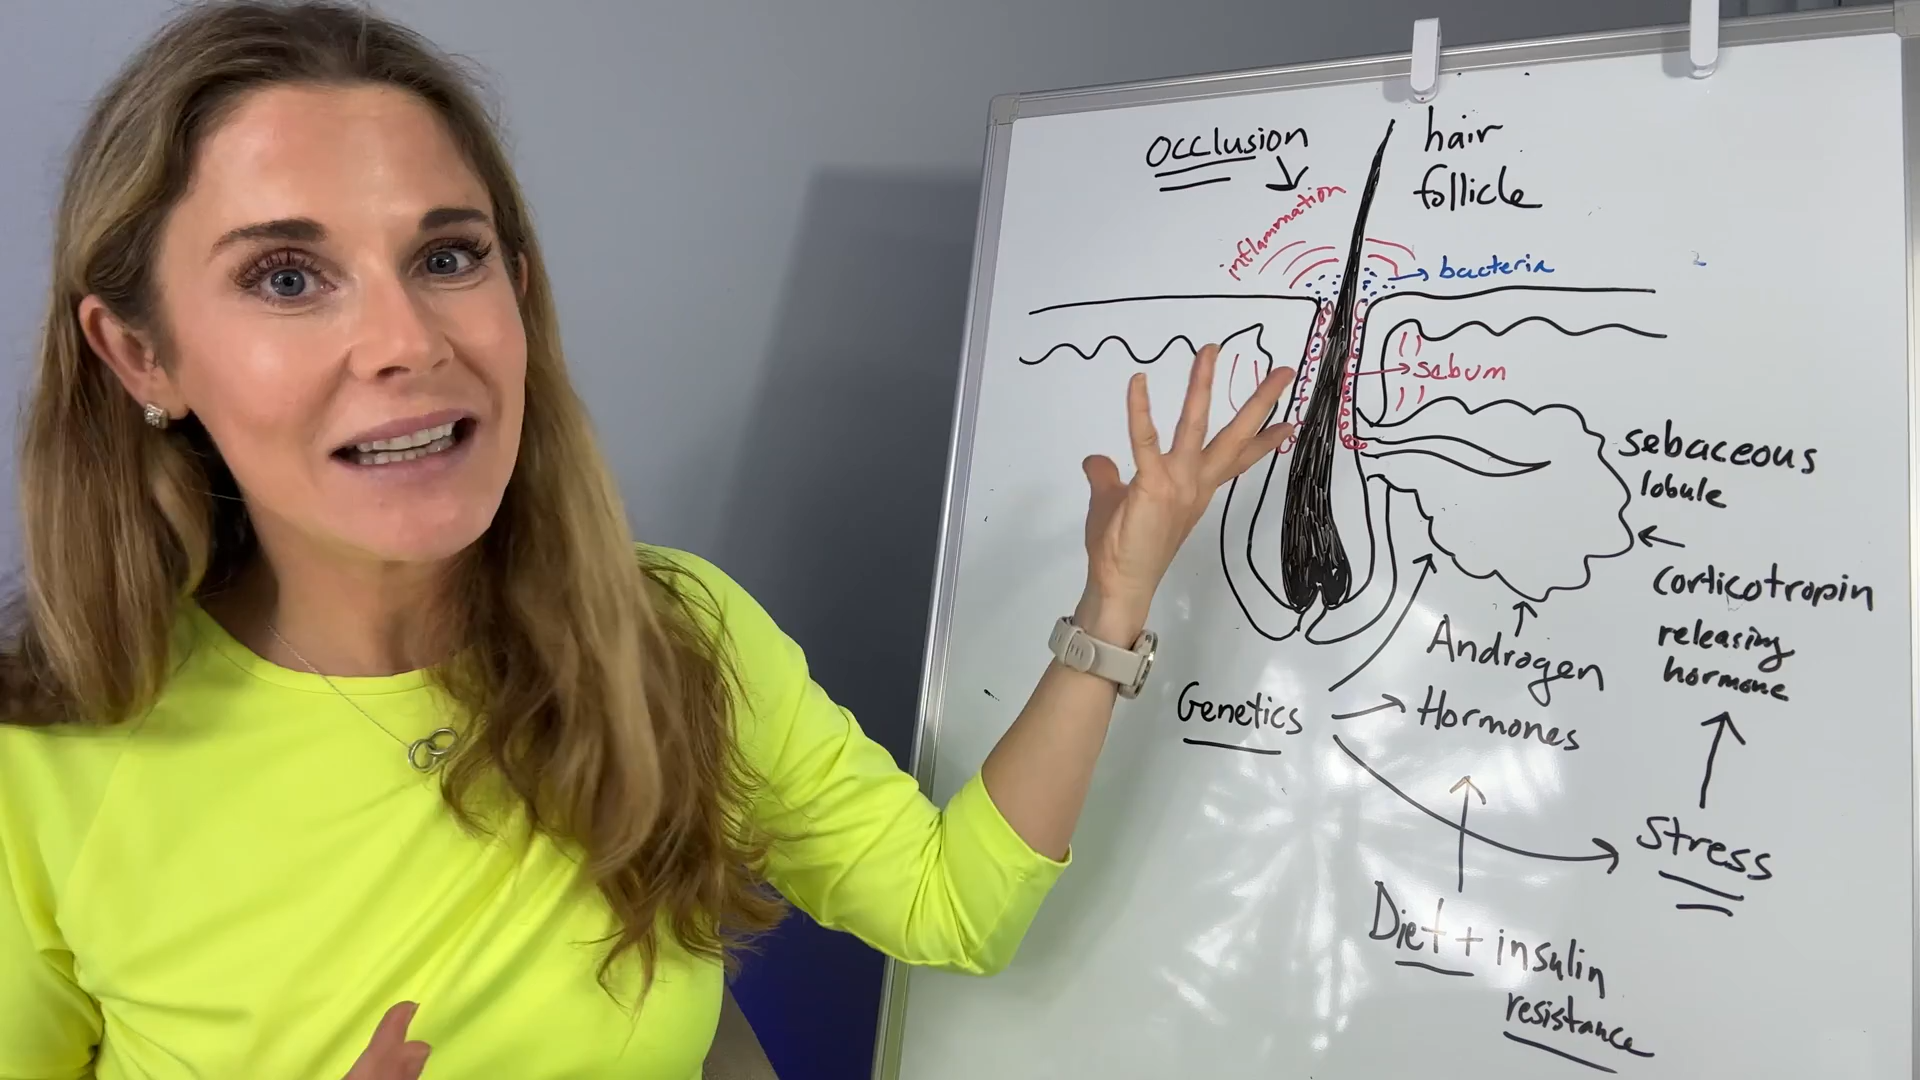 Occlusion
hair
follicle
inflammation
bacteria
sebum
sebaceous
lobule
corticotropin
releasing
hormone
Androgen
Hormones
Genetics
Stress
Diet + insulin
resistance